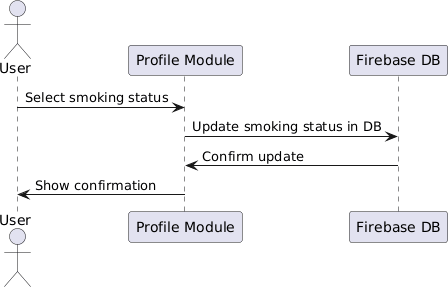 User
Profile Module
Firebase DB
Select smoking status
Update smoking status in DB
Confirm update
Show confirmation
User
Profile Module
Firebase DB